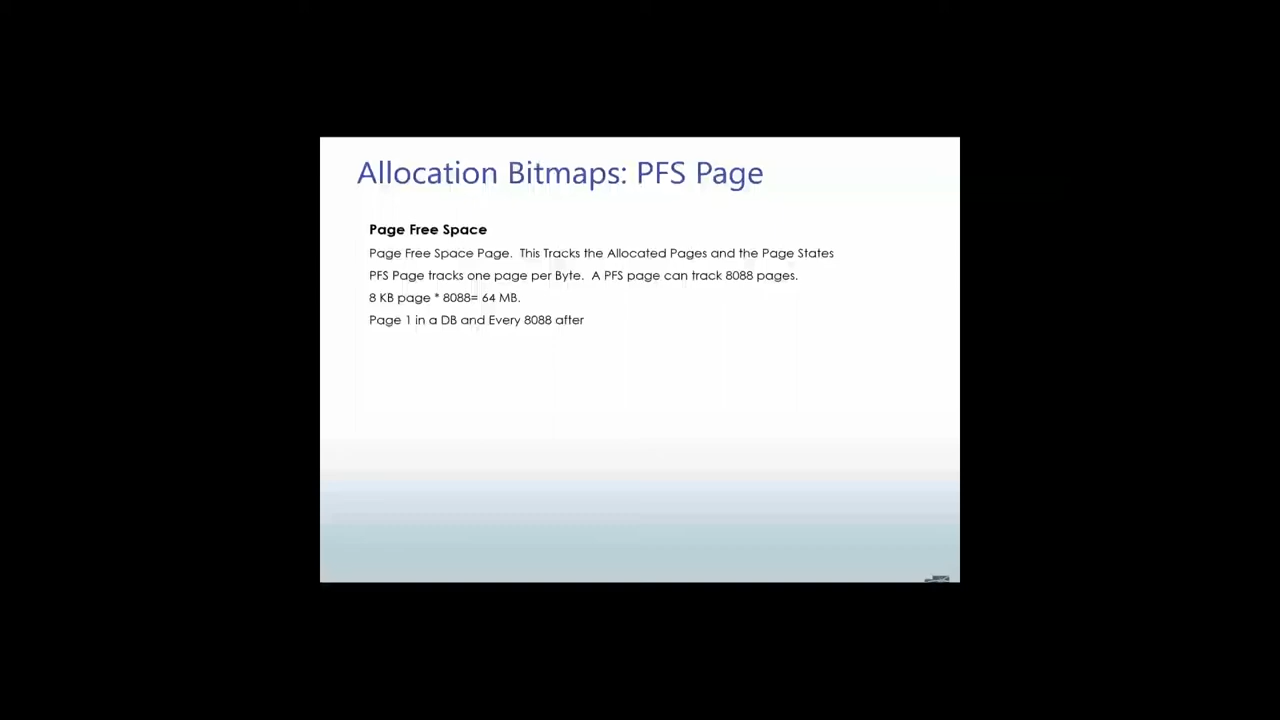 Allocation Bitmaps: PFS Page
Page Free Space
Page Free Space Page. This Tracks the Allocated Pages and the Page States
PFS Page tracks one page per Byte. A PFS page can track 8088 pages.
8 KB page * 8088= 64 MB.
Page 1 in a DB and Every 8088 after